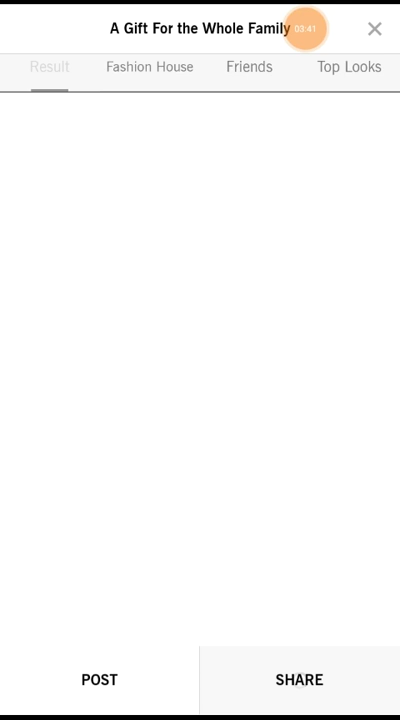 A Gift For the Whole Family 03:41
Result Fashion House Friends Top Looks
POST SHARE